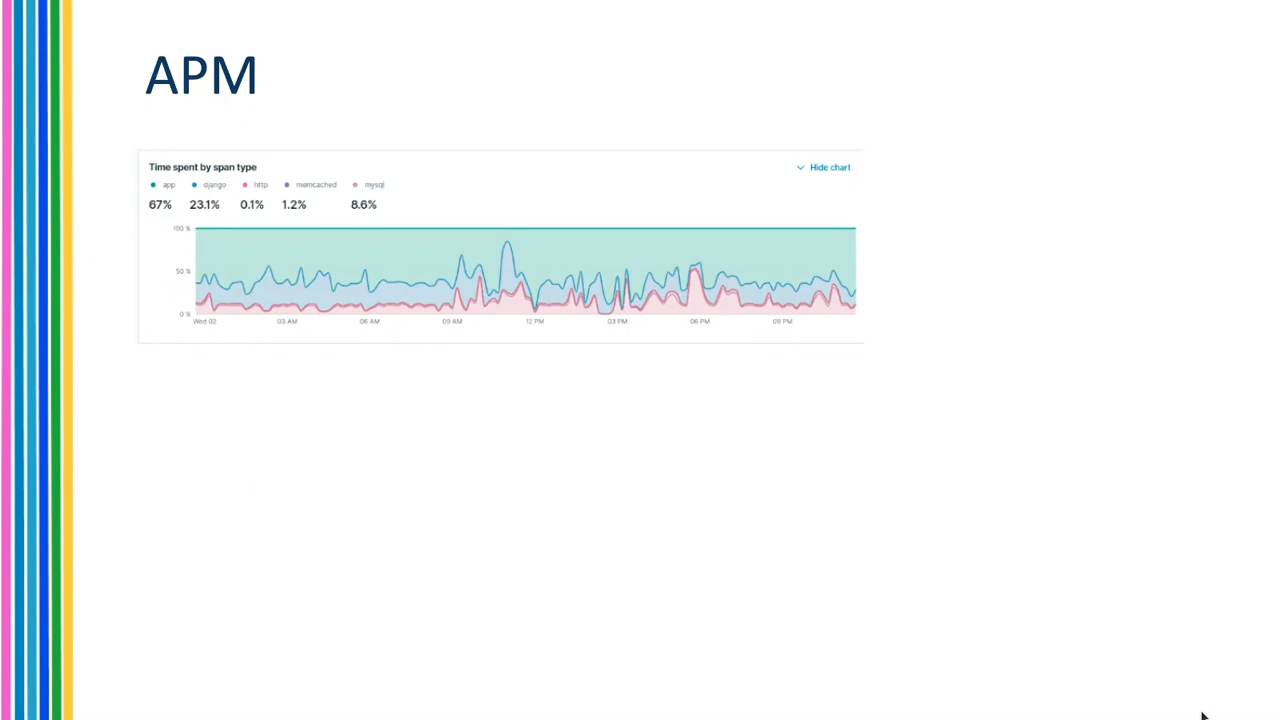 APM
Time spent by span type
Hide chart
app django http memcached mysql
67% 23.1% 0.1% 1.2% 8.6%
100 %
50 %
0 %
Wed 02 03 AM 06 AM 09 AM 12 PM 03 PM 06 PM 09 PM